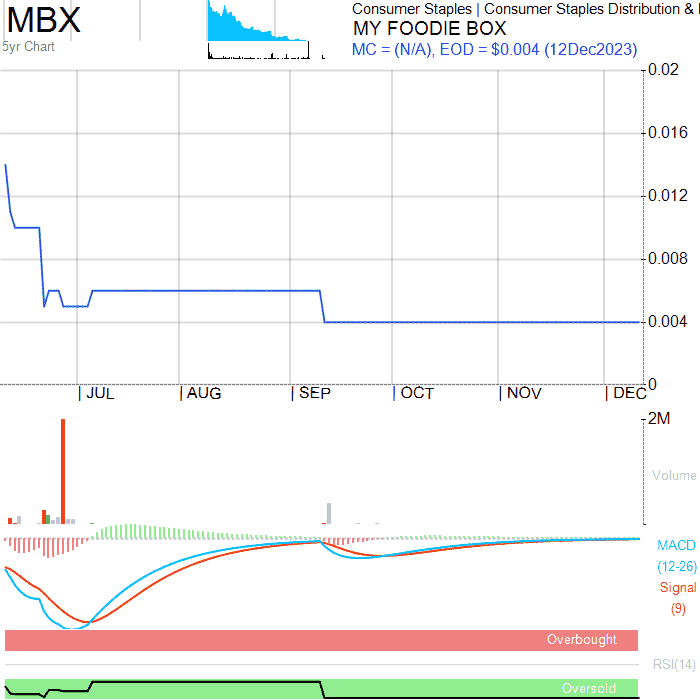 MBX
5yr Chart
Consumer Staples | Consumer Staples Distribution &
MY FOODIE BOX
MC = (N/A), EOD = $0.004 (12Dec2023)
0.02
0.016
0.012
0.008
0.004
0
JUL
AUG
SEP
OCT
NOV
DEC
2M
Volume
MACD
(12-26)
Signal
(9)
Overbought
RSI(14)
Oversold